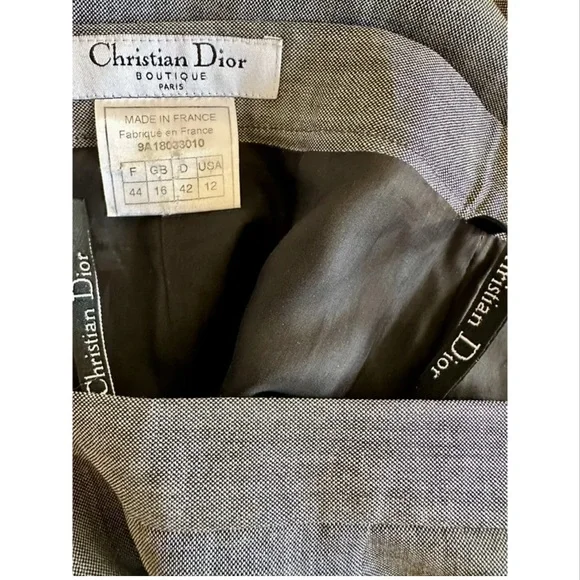 Christian Dior
BOUTIQUE
PARIS
MADE IN FRANCE
Fabriqué en France
9A18033010
F GB D USA
44 16 42 12
Christian Dior
Christian Dior